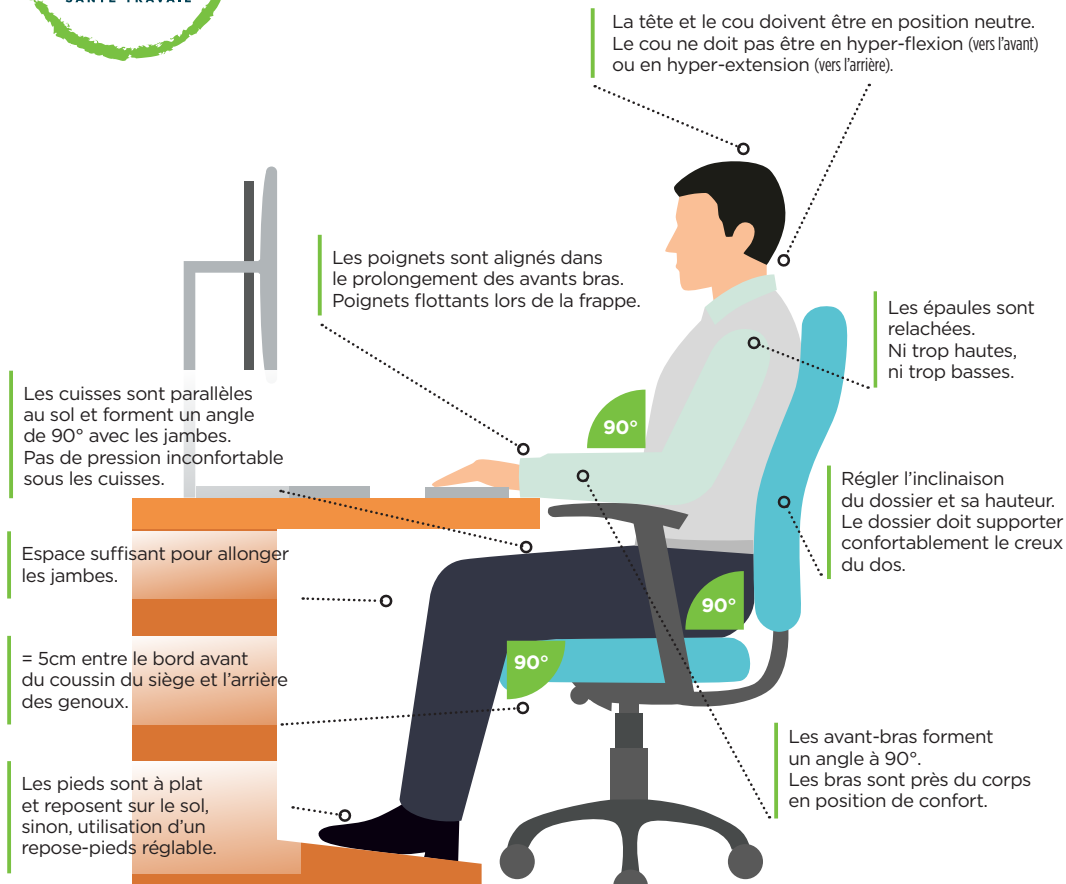 SANTÉ TRAVAIL
La tête et le cou doivent être en position neutre.
Le cou ne doit pas être en hyper-flexion (vers l'avant)
ou en hyper-extension (vers l'arrière).
Les poignets sont alignés dans
le prolongement des avants bras.
Poignets flottants lors de la frappe.
Les épaules sont
relachées.
Ni trop hautes,
ni trop basses.
Les cuisses sont parallèles
au sol et forment un angle
de 90° avec les jambes.
Pas de pression inconfortable
sous les cuisses.
90°
Régler l'inclinaison
du dossier et sa hauteur.
Le dossier doit supporter
confortablement le creux
du dos.
Espace suffisant pour allonger
les jambes.
90°
= 5cm entre le bord avant
du coussin du siège et l'arrière
des genoux.
90°
Les avant-bras forment
un angle à 90°.
Les bras sont près du corps
en position de confort.
Les pieds sont à plat
et reposent sur le sol,
sinon, utilisation d'un
repose-pieds réglable.